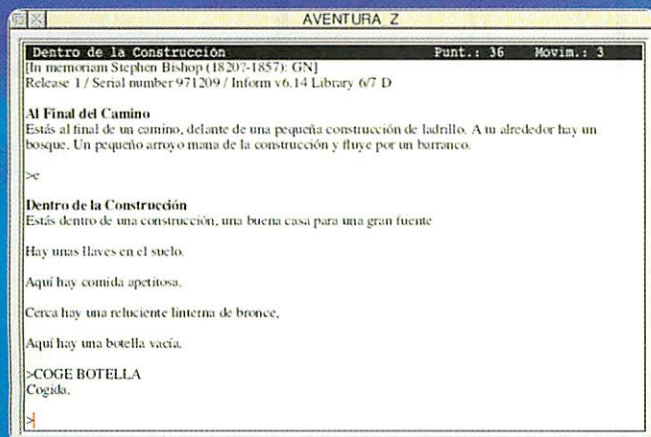 AVENTURA Z
Dentro de la Construcción Punt.: 36 Movim.: 3
[In memoriam Stephen Bishop (1820?-1857): GN]
Release 1 / Serial number 971209 / Inform v6.14 Library 6/7 D
Al Final del Camino
Estás al final de un camino, delante de una pequeña construcción de ladrillo. A tu alrededor hay un
bosque. Un pequeño arroyo mana de la construcción y fluye por un barranco.
>e
Dentro de la Construcción
Estás dentro de una construcción, una buena casa para una gran fuente
Hay unas llaves en el suelo.
Aquí hay comida apetitosa.
Cerca hay una reluciente linterna de bronce.
Aquí hay una botella vacía.
>COGE BOTELLA
Cogida.
>